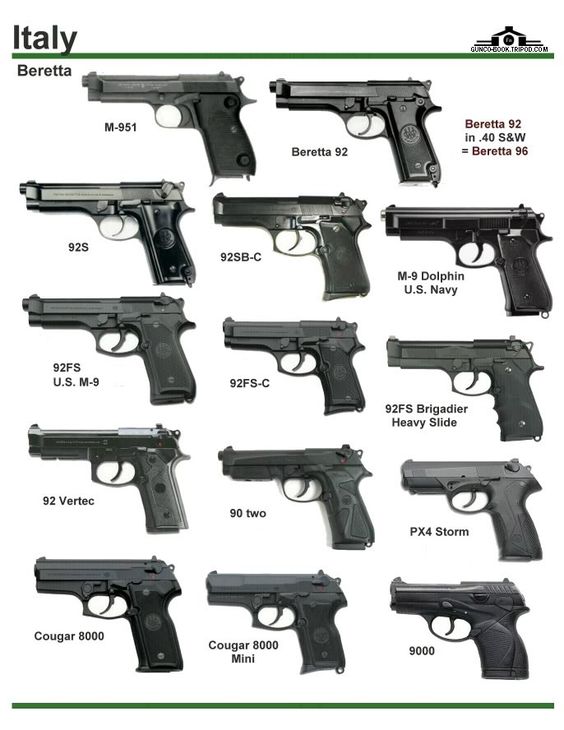 Italy
GUNCO-BOOK.TRIPOD.COM
Beretta
M-951
Beretta 92
Beretta 92
in .40 S&W
= Beretta 96
92S
92SB-C
M-9 Dolphin
U.S. Navy
92FS
U.S. M-9
92FS-C
92FS Brigadier
Heavy Slide
92 Vertec
90 two
PX4 Storm
Cougar 8000
Cougar 8000
Mini
9000